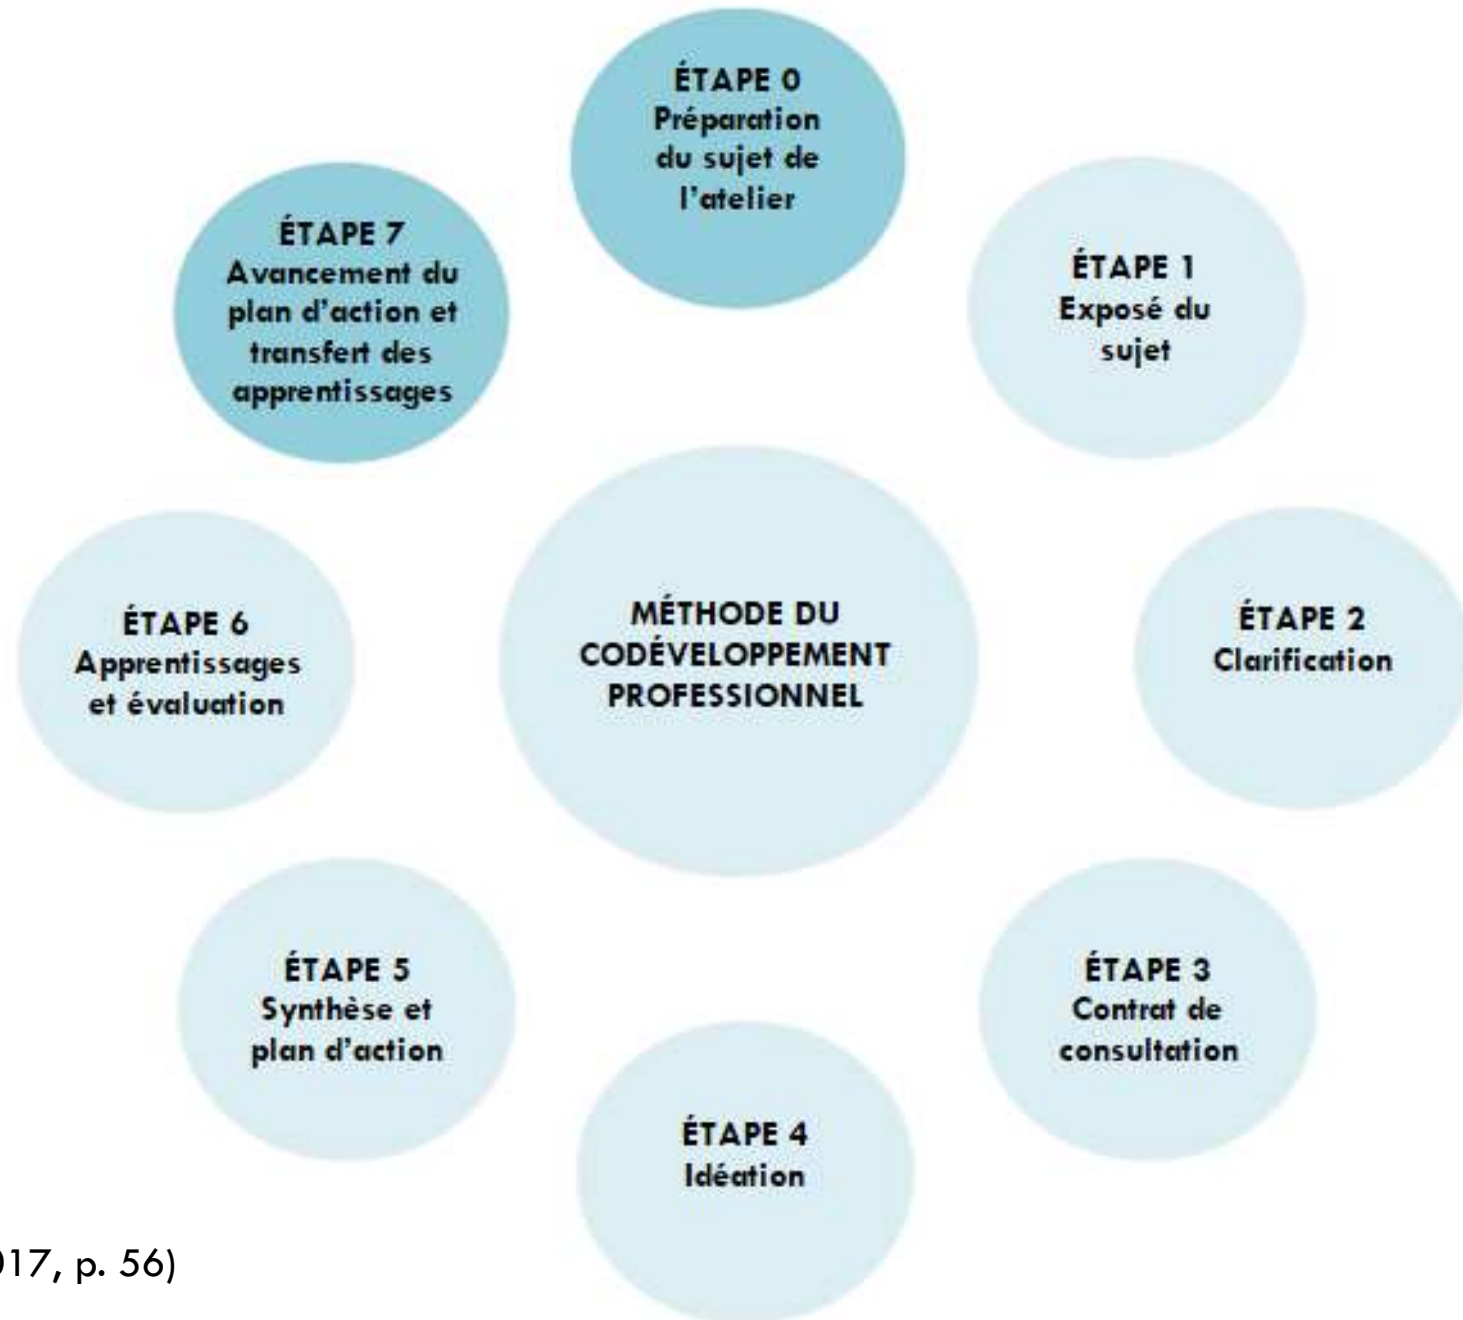 ÉTAPE 0
Préparation
du sujet de
l'atelier
ÉTAPE 1
Exposé du
sujet
ÉTAPE 2
Clarification
ÉTAPE 3
Contrat de
consultation
ÉTAPE 4
Idéation
ÉTAPE 5
Synthèse et
plan d'action
ÉTAPE 6
Apprentissages
et évaluation
ÉTAPE 7
Avancement du
plan d'action et
transfert des
apprentissages
MÉTHODE DU
CODÉVELOPPEMENT
PROFESSIONNEL
017, p. 56)